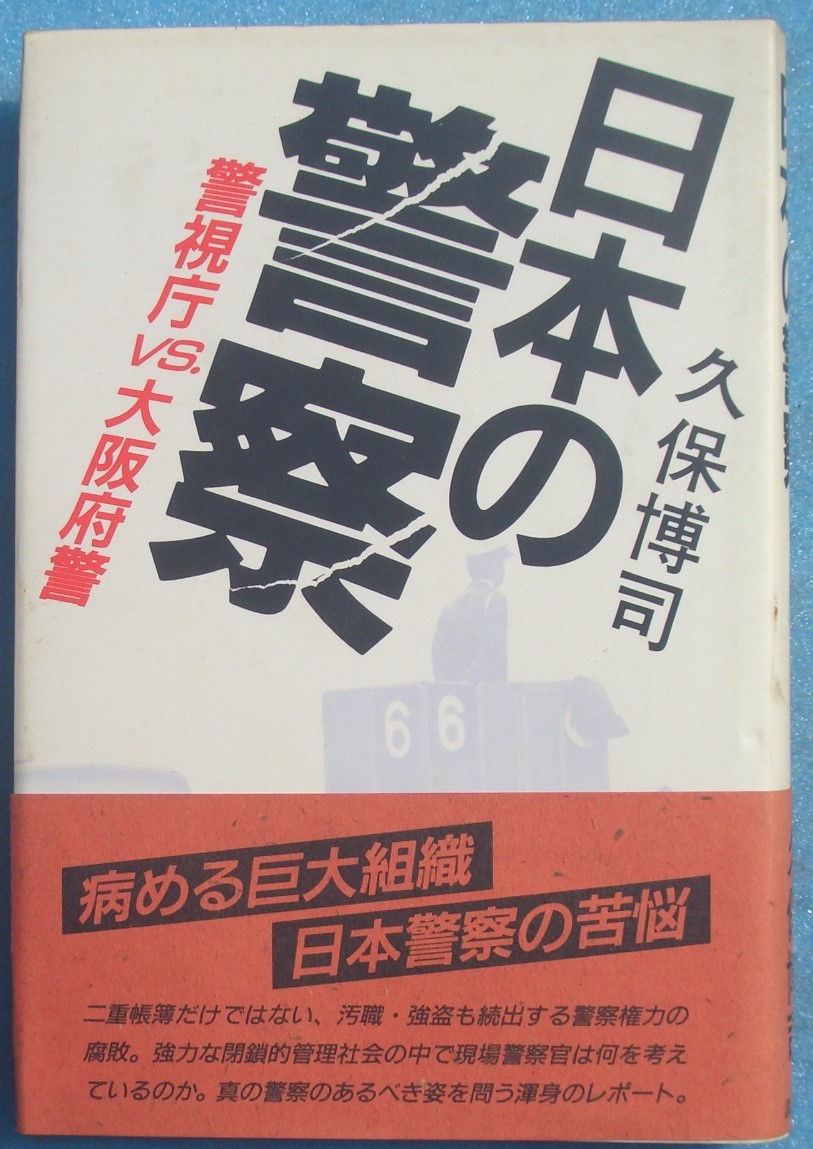 日本の
警察
警視庁VS.大阪府警
久保博司
66
病める巨大組織
日本警察の苦悩
二重帳簿だけではない、汚職・強盗も続出する警察権力の
腐敗。強力な閉鎖的管理社会の中で現場警察官は何を考え
ているのか。真の警察のあるべき姿を問う渾身のレポート。